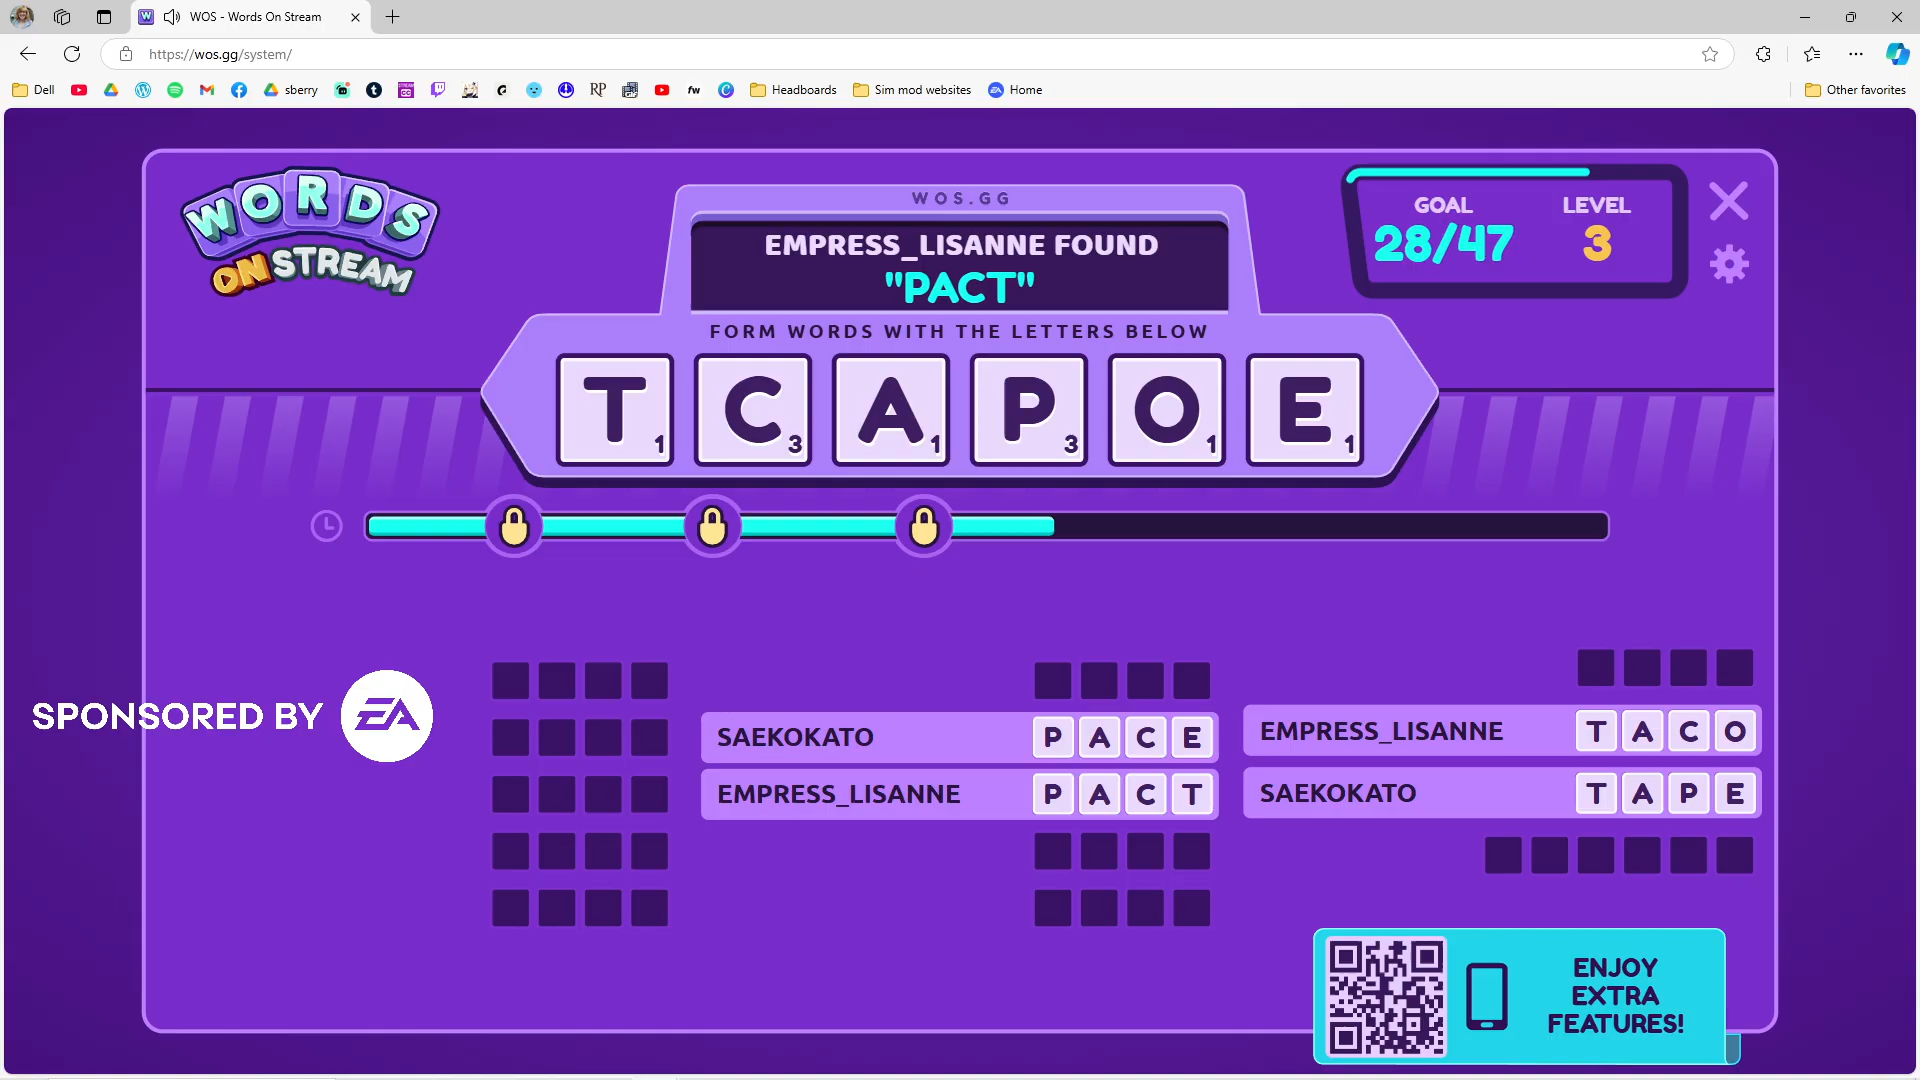 WOS - Words On Stream
https://wos.gg/system/
Dell
sberry
RP
fw
Headboards
Sim mod websites
Home
Other favorites
WORDS
ON STREAM
WOS.GG
EMPRESS_LISANNE FOUND
"PACT"
GOAL
LEVEL
28/47
3
FORM WORDS WITH THE LETTERS BELOW
T 1 C 3 A 1 P 3 O 1 E 1
SPONSORED BY EA
SAEKOKATO PACE
EMPRESS_LISANNE PACT
EMPRESS_LISANNE TACO
SAEKOKATO TAPE
ENJOY
EXTRA
FEATURES!